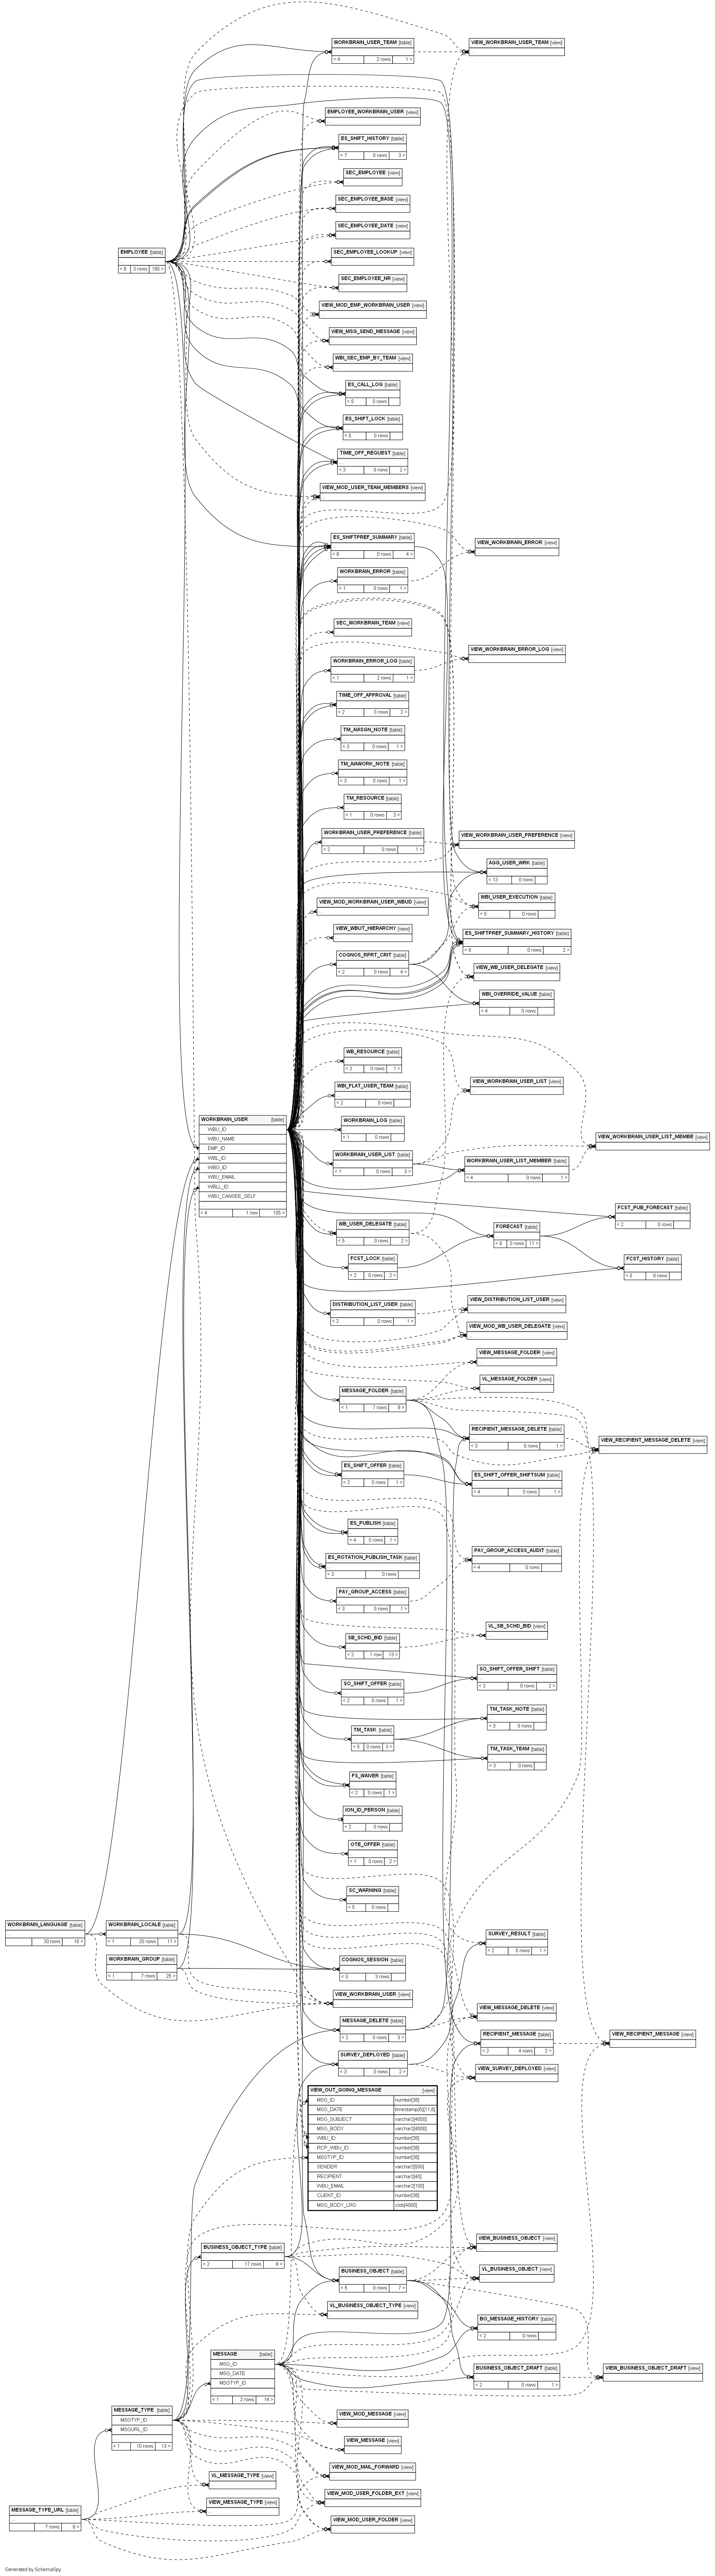 WORKBRAIN_USER_TEAM [table]
< 4 2 rows 1 >
VIEW_WORKBRAIN_USER_TEAM [view]
EMPLOYEE_WORKBRAIN_USER [view]
ES_SHIFT_HISTORY [table]
< 7 0 rows 3 >
SEC_EMPLOYEE [view]
SEC_EMPLOYEE_BASE [view]
SEC_EMPLOYEE_DATE [view]
EMPLOYEE [table]
< 6 3 rows 180 >
SEC_EMPLOYEE_LOOKUP [view]
SEC_EMPLOYEE_NR [view]
VIEW_MOD_EMP_WORKBRAIN_USER [view]
VIEW_MSG_SEND_MESSAGE [view]
WBI_SEC_EMP_BY_TEAM [view]
ES_CALL_LOG [table]
< 5 0 rows
ES_SHIFT_LOCK [table]
< 5 0 rows
TIME_OFF_REQUEST [table]
< 3 0 rows 2 >
VIEW_MOD_USER_TEAM_MEMBERS [view]
ES_SHIFTPREF_SUMMARY [table]
< 8 0 rows 4 >
VIEW_WORKBRAIN_ERROR [view]
WORKBRAIN_ERROR [table]
< 1 0 rows 1 >
SEC_WORKBRAIN_TEAM [view]
VIEW_WORKBRAIN_ERROR_LOG [view]
WORKBRAIN_ERROR_LOG [table]
< 1 2 rows 1 >
TIME_OFF_APPROVAL [table]
< 2 0 rows 2 >
TM_AIASGN_NOTE [table]
< 3 0 rows 1 >
TM_AIAWORK_NOTE [table]
< 3 0 rows 1 >
TM_RESOURCE [table]
< 1 0 rows 3 >
WORKBRAIN_USER_PREFERENCE [table]
< 2 0 rows 1 >
VIEW_WORKBRAIN_USER_PREFERENCE [view]
AGG_USER_WRK [table]
< 13 0 rows
VIEW_MOD_WORKBRAIN_USER_WBUD [view]
WBI_USER_EXECUTION [table]
< 5 0 rows
VIEW_WBUT_HIERARCHY [view]
ES_SHIFTPREF_SUMMARY_HISTORY [table]
< 9 0 rows 2 >
COGNOS_RPRT_CRIT [table]
< 2 0 rows 4 >
VIEW_WB_USER_DELEGATE [view]
WBI_OVERRIDE_VALUE [table]
< 4 0 rows
WB_RESOURCE [table]
< 2 0 rows 1 >
WBI_FLAT_USER_TEAM [table]
< 2 0 rows
VIEW_WORKBRAIN_USER_LIST [view]
WORKBRAIN_USER [table]
WBU_ID
WBU_NAME
EMP_ID
WBL_ID
WBG_ID
WBU_EMAIL
WBLL_ID
WBU_CANSEE_SELF
< 4 1 row 105 >
WORKBRAIN_LOG [table]
< 1 0 rows
VIEW_WORKBRAIN_USER_LIST_MEMBE [view]
WORKBRAIN_USER_LIST [table]
< 1 0 rows 3 >
WORKBRAIN_USER_LIST_MEMBER [table]
< 4 0 rows 1 >
FCST_PUB_FORECAST [table]
< 2 0 rows
WB_USER_DELEGATE [table]
< 5 0 rows 2 >
FORECAST [table]
< 8 0 rows 11 >
FCST_LOCK [table]
< 2 0 rows 2 >
FCST_HISTORY [table]
< 5 0 rows
DISTRIBUTION_LIST_USER [table]
< 2 0 rows 1 >
VIEW_DISTRIBUTION_LIST_USER [view]
VIEW_MOD_WB_USER_DELEGATE [view]
VIEW_MESSAGE_FOLDER [view]
VL_MESSAGE_FOLDER [view]
MESSAGE_FOLDER [table]
< 1 7 rows 8 >
RECIPIENT_MESSAGE_DELETE [table]
< 3 0 rows 1 >
VIEW_RECIPIENT_MESSAGE_DELETE [view]
ES_SHIFT_OFFER [table]
< 2 0 rows 1 >
ES_SHIFT_OFFER_SHIFTSUM [table]
< 4 0 rows 1 >
ES_PUBLISH [table]
< 4 0 rows 1 >
ES_ROTATION_PUBLISH_TASK [table]
< 3 0 rows
PAY_GROUP_ACCESS_AUDIT [table]
< 4 0 rows
PAY_GROUP_ACCESS [table]
< 3 0 rows 1 >
VL_SB_SCHD_BID [view]
SB_SCHD_BID [table]
< 2 1 row 13 >
SO_SHIFT_OFFER_SHIFT [table]
< 3 0 rows 2 >
SO_SHIFT_OFFER [table]
< 2 0 rows 1 >
TM_TASK_NOTE [table]
< 3 0 rows
TM_TASK [table]
< 5 0 rows 3 >
TM_TASK_TEAM [table]
< 3 0 rows
FS_WAIVER [table]
< 2 0 rows 1 >
ION_ID_PERSON [table]
< 2 0 rows
OTE_OFFER [table]
< 1 0 rows 2 >
SC_WARNING [table]
< 5 0 rows
WORKBRAIN_LANGUAGE [table]
20 rows 18 >
WORKBRAIN_LOCALE [table]
< 1 20 rows 11 >
SURVEY_RESULT [table]
< 2 0 rows 1 >
WORKBRAIN_GROUP [table]
< 1 7 rows 25 >
COGNOS_SESSION [table]
< 3 3 rows
VIEW_WORKBRAIN_USER [view]
VIEW_MESSAGE_DELETE [view]
MESSAGE_DELETE [table]
< 2 0 rows 3 >
RECIPIENT_MESSAGE [table]
< 2 4 rows 2 >
VIEW_RECIPIENT_MESSAGE [view]
SURVEY_DEPLOYED [table]
< 3 0 rows 2 >
VIEW_SURVEY_DEPLOYED [view]
VIEW_OUT_GOING_MESSAGE [view]
MSG_ID number[38]
MSG_DATE timestamp(6)[11,6]
MSG_SUBJECT varchar2[4000]
MSG_BODY varchar2[4000]
WBU_ID number[38]
RCP_WBU_ID number[38]
MSGTYP_ID number[38]
SENDER varchar2[500]
RECIPIENT varchar2[40]
WBU_EMAIL varchar2[100]
CLIENT_ID number[38]
MSG_BODY_LRG clob[4000]
VIEW_BUSINESS_OBJECT [view]
BUSINESS_OBJECT_TYPE [table]
< 2 17 rows 8 >
BUSINESS_OBJECT [table]
< 5 0 rows 7 >
VL_BUSINESS_OBJECT [view]
VL_BUSINESS_OBJECT_TYPE [view]
BO_MESSAGE_HISTORY [table]
< 2 0 rows
MESSAGE [table]
MSG_ID
MSG_DATE
MSGTYP_ID
< 1 2 rows 14 >
BUSINESS_OBJECT_DRAFT [table]
< 2 0 rows 1 >
VIEW_BUSINESS_OBJECT_DRAFT [view]
MESSAGE_TYPE [table]
MSGTYP_ID
MSGURL_ID
< 1 10 rows 13 >
VIEW_MOD_MESSAGE [view]
VIEW_MESSAGE [view]
VIEW_MOD_MAIL_FORWARD [view]
VL_MESSAGE_TYPE [view]
VIEW_MOD_USER_FOLDER_EXT [view]
VIEW_MESSAGE_TYPE [view]
MESSAGE_TYPE_URL [table]
7 rows 8 >
VIEW_MOD_USER_FOLDER [view]
Generated by SchemaSpy